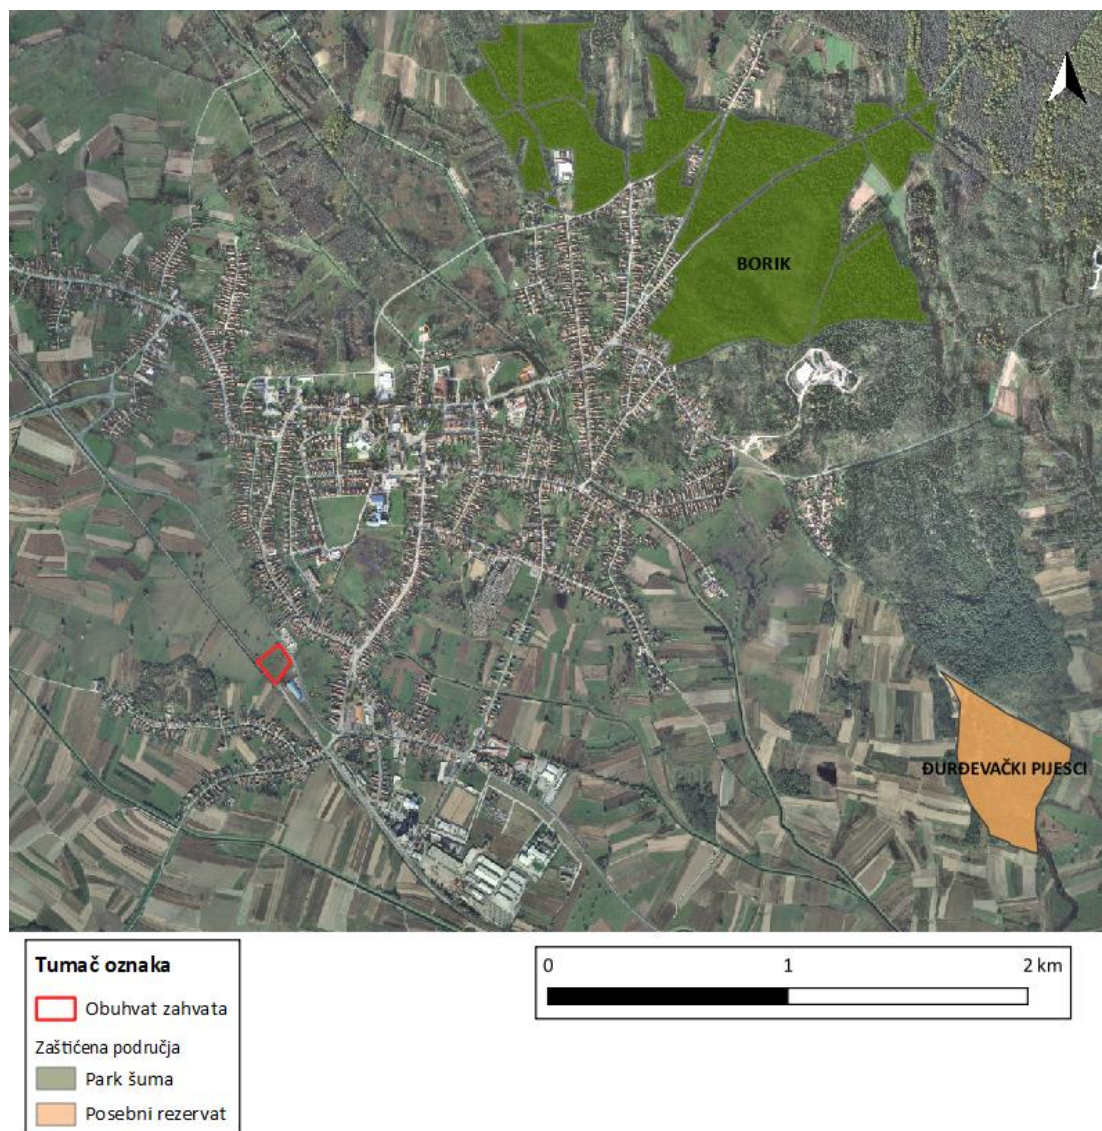 BORIK
ĐURĐEVAČKI PIJESCI
Tumač oznaka
Obuhvat zahvata
Zaštićena područja
Park šuma
Posebni rezervat
0 1 2 km